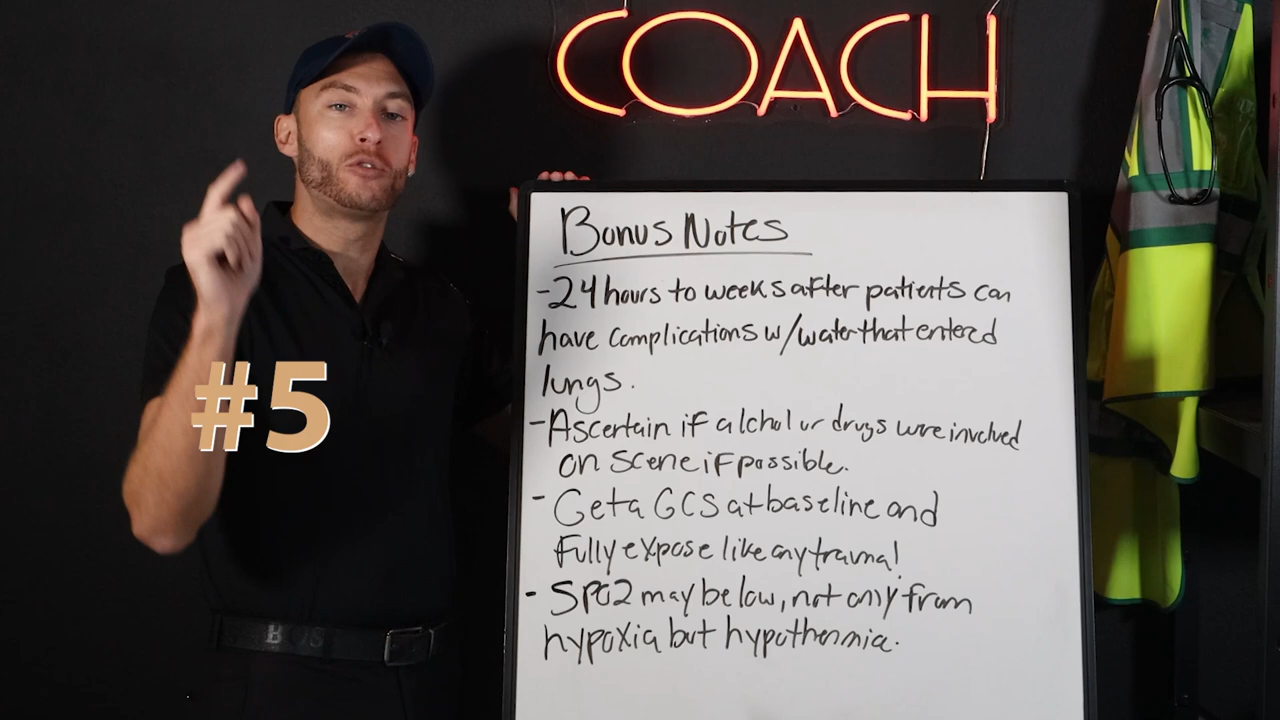 COACH
Bonus Notes
-24 hours to weeks after patients can
have complications w/water that entered
lungs.
-Ascertain if alchol or drugs were involved
on scene if possible.
- Get a GCS at baseline and
fully expose like any trauma!
- SPO2 may be low, not only from
hypoxia but hypothermia.
#5
BOSS